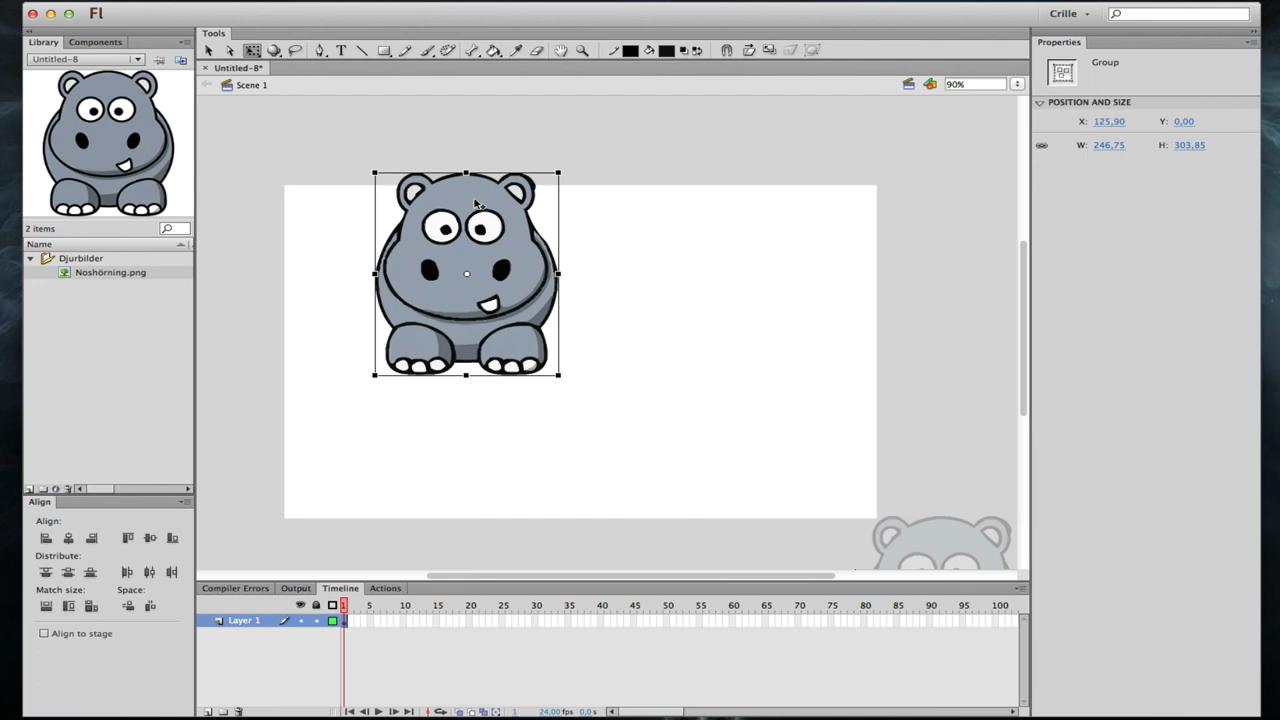 Fl
Crille
Library
Components
Untitled-8
2 items
Name
Djurbilder
Noshörning.png
Align
Align:
Distribute:
Match size:
Space:
Align to stage
Tools
Untitled-8*
Scene 1
90%
Compiler Errors
Output
Timeline
Actions
1
5
10
15
20
25
30
35
40
45
50
55
60
65
70
75
80
85
90
95
100
Layer 1
1
24,00 fps
0,0 s
Properties
Group
POSITION AND SIZE
X: 125,90
Y: 0,00
W: 246,75
H: 303,85